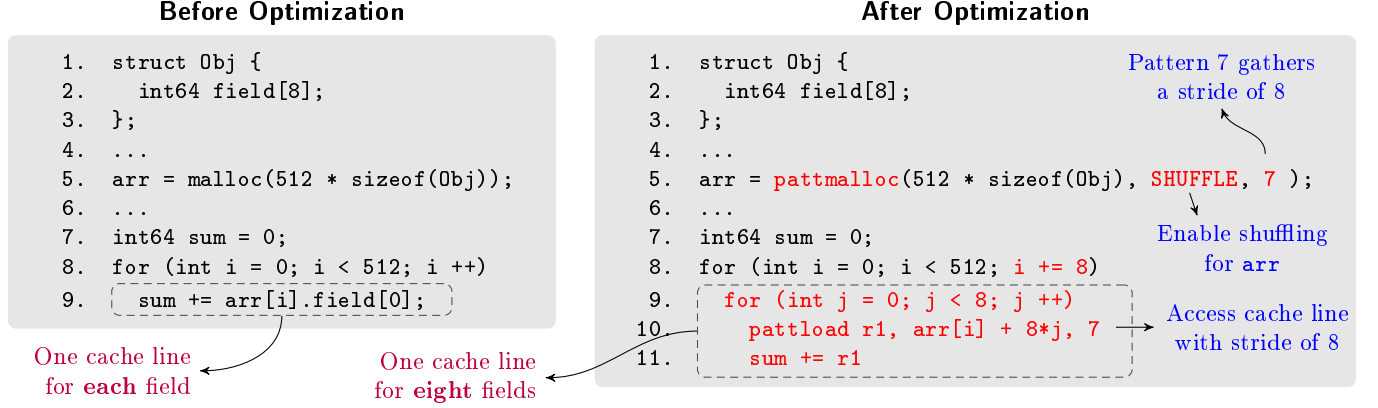 Before Optimization
1. struct Obj {
2. int64 field[8];
3. };
4. ...
5. arr = malloc(512 * sizeof(Obj));
6. ...
7. int64 sum = 0;
8. for (int i = 0; i < 512; i ++)
9. sum += arr[i].field[0];
One cache line
for each field
After Optimization
1. struct Obj {
2. int64 field[8];
3. };
4. ...
5. arr = pattmalloc(512 * sizeof(Obj), SHUFFLE, 7 );
6. ...
7. int64 sum = 0;
8. for (int i = 0; i < 512; i += 8)
9. for (int j = 0; j < 8; j ++)
10. pattload r1, arr[i] + 8*j, 7
11. sum += r1
Pattern 7 gathers
a stride of 8
Enable shuffling
for arr
Access cache line
with stride of 8
One cache line
for eight fields